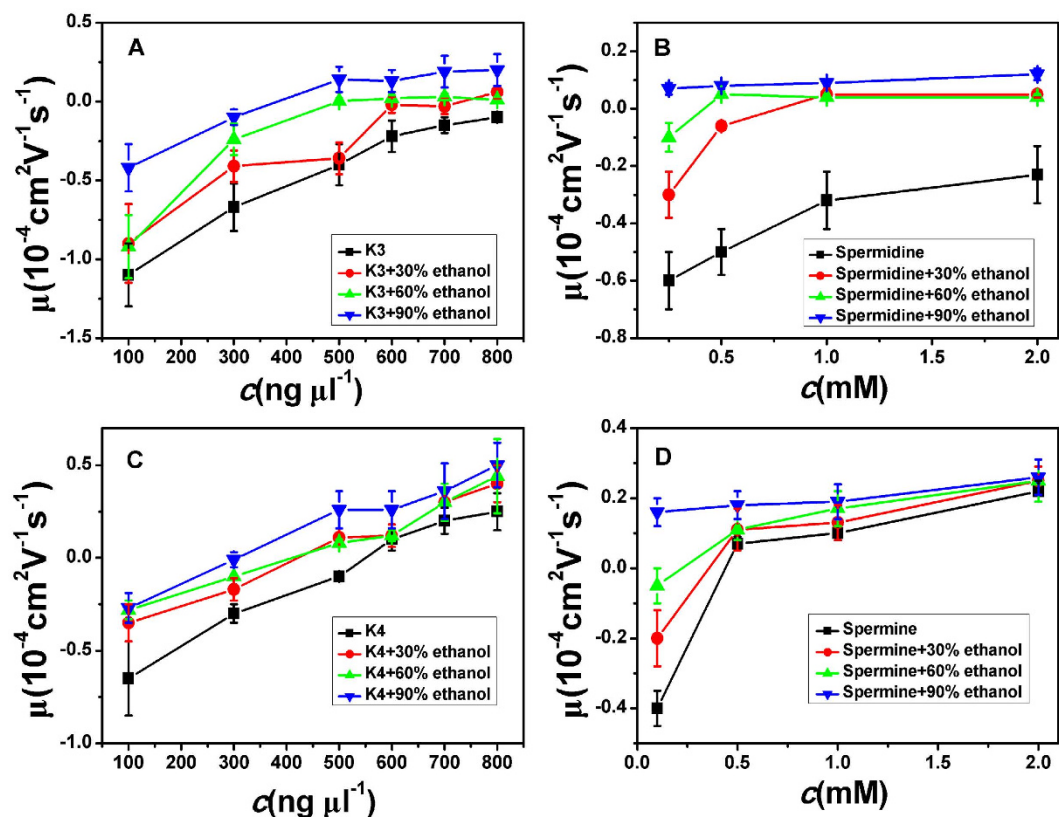 A
μ(10⁻⁴cm²V⁻¹s⁻¹)
0.5
0.0
-0.5
-1.0
-1.5
K3
K3+30% ethanol
K3+60% ethanol
K3+90% ethanol
100 200 300 400 500 600 700 800
c(ng μl⁻¹)
B
μ(10⁻⁴cm²V⁻¹s⁻¹)
0.2
0.0
-0.2
-0.4
-0.6
-0.8
Spermidine
Spermidine+30% ethanol
Spermidine+60% ethanol
Spermidine+90% ethanol
0.5 1.0 1.5 2.0
c(mM)
C
μ(10⁻⁴cm²V⁻¹s⁻¹)
0.5
0.0
-0.5
-1.0
K4
K4+30% ethanol
K4+60% ethanol
K4+90% ethanol
100 200 300 400 500 600 700 800
c(ng μl⁻¹)
D
μ(10⁻⁴cm²V⁻¹s⁻¹)
0.4
0.2
0.0
-0.2
-0.4
Spermine
Spermine+30% ethanol
Spermine+60% ethanol
Spermine+90% ethanol
0.0 0.5 1.0 1.5 2.0
c(mM)